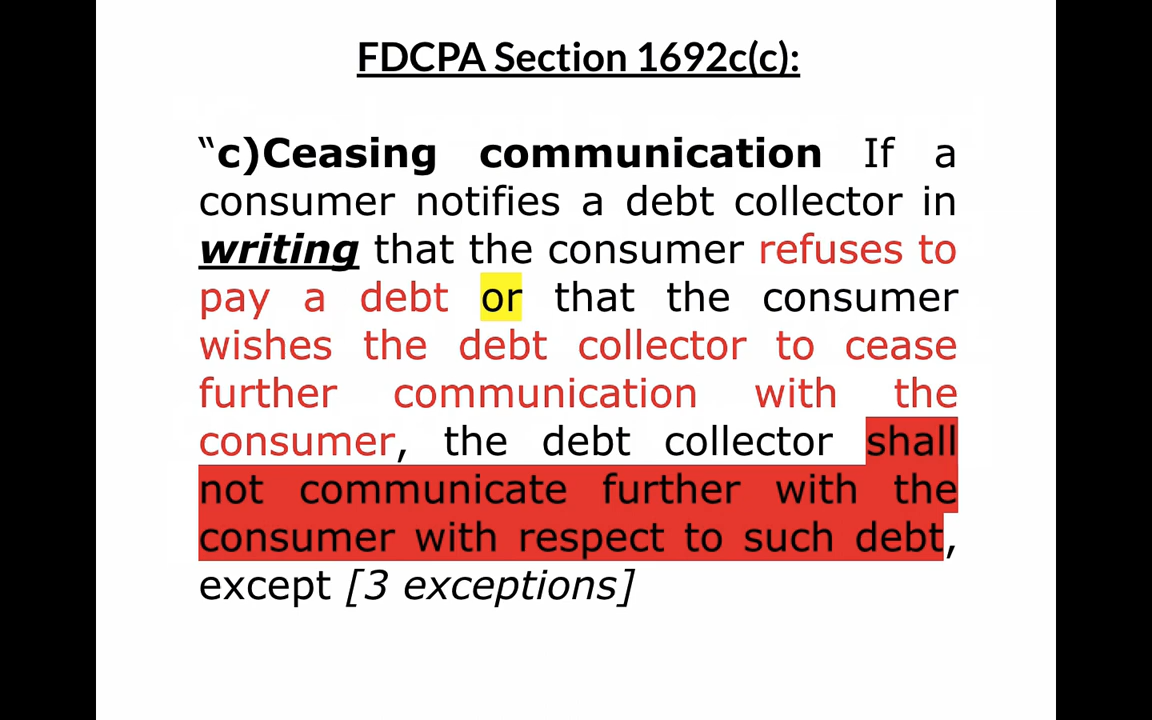 FDCPA Section 1692c(c):
“c)Ceasing communication If a
consumer notifies a debt collector in
writing that the consumer refuses to
pay a debt or that the consumer
wishes the debt collector to cease
further communication with the
consumer, the debt collector shall
not communicate further with the
consumer with respect to such debt,
except [3 exceptions]